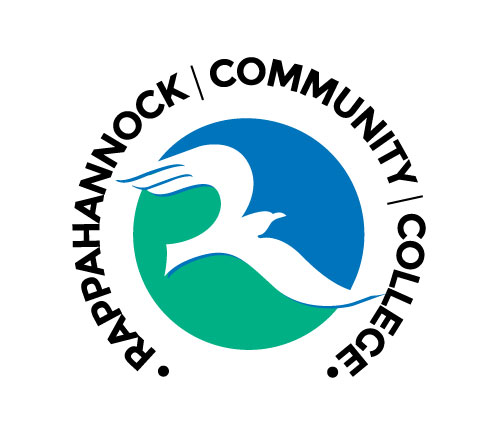 • RAPPAHANNOCK | COMMUNITY | COLLEGE •